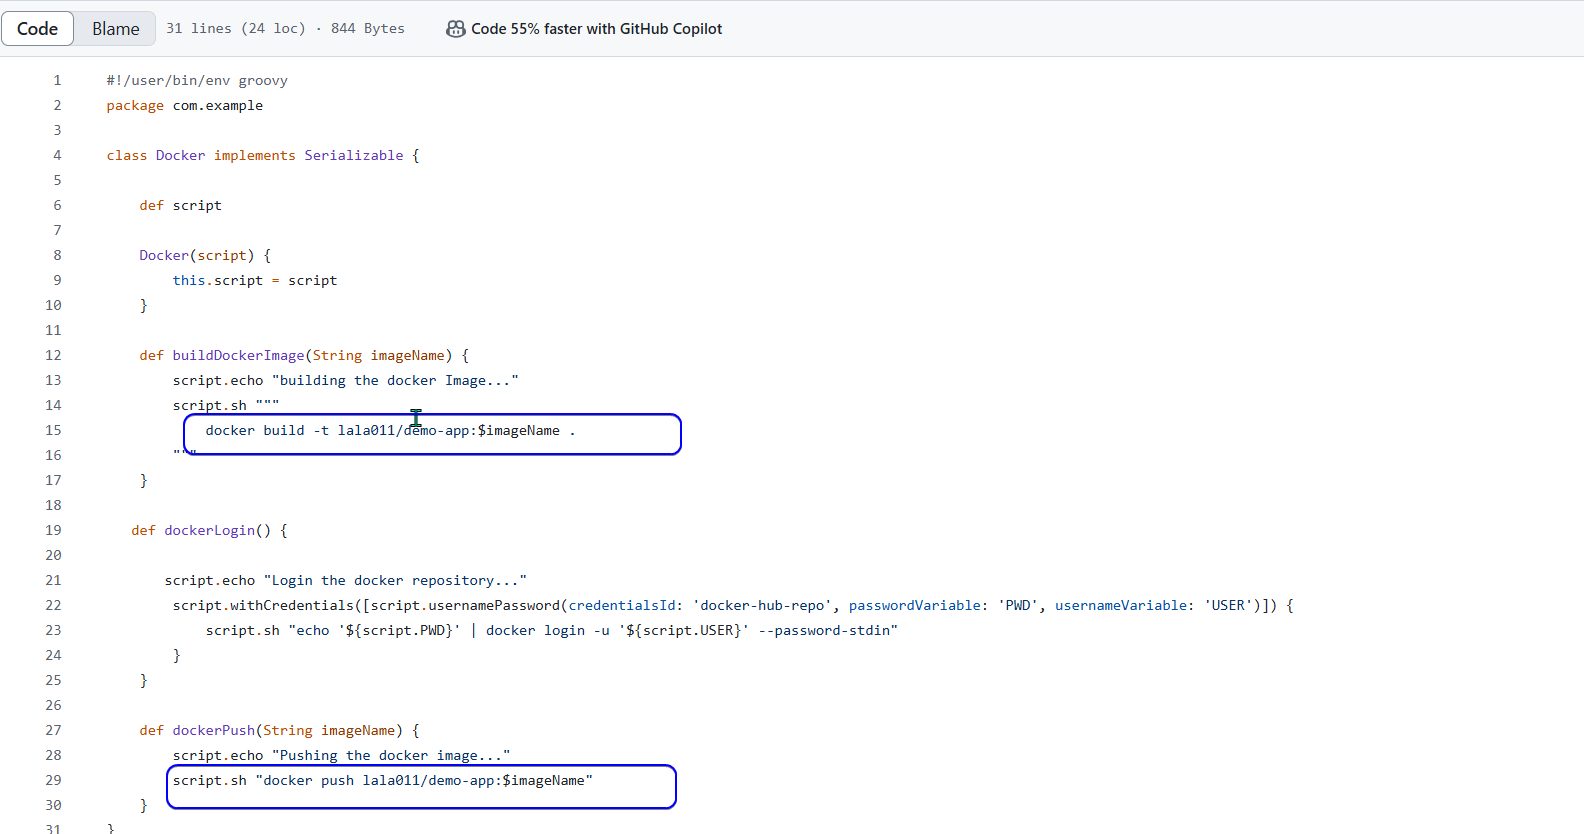 Code Blame 31 lines (24 loc) · 844 Bytes Code 55% faster with GitHub Copilot
1 #!/user/bin/env groovy
2 package com.example
3
4 class Docker implements Serializable {
5
6 def script
7
8 Docker(script) {
9 this.script = script
10 }
11
12 def buildDockerImage(String imageName) {
13 script.echo "building the docker Image..."
14 script.sh """
15 docker build -t lala011/demo-app:$imageName .
16 """
17 }
18
19 def dockerLogin() {
20
21 script.echo "Login the docker repository..."
22 script.withCredentials([script.usernamePassword(credentialsId: 'docker-hub-repo', passwordVariable: 'PWD', usernameVariable: 'USER')]) {
23 script.sh "echo '${script.PWD}' | docker login -u '${script.USER}' --password-stdin"
24 }
25 }
26
27 def dockerPush(String imageName) {
28 script.echo "Pushing the docker image..."
29 script.sh "docker push lala011/demo-app:$imageName"
30 }
31 }